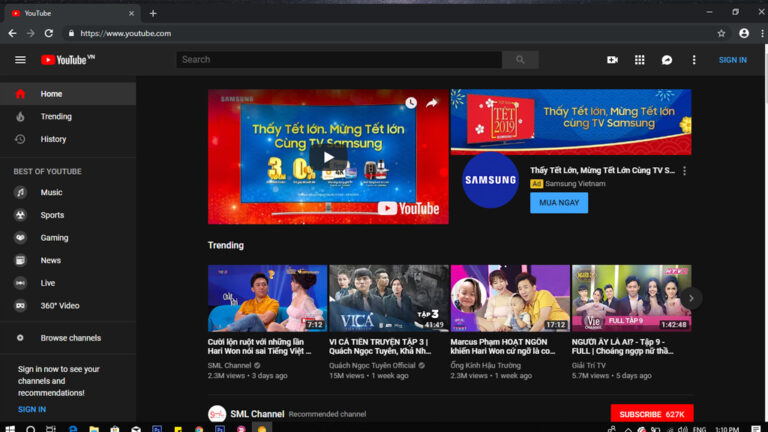 YouTube
https://www.youtube.com
YouTube VN
Search
SIGN IN
Home
Trending
History
BEST OF YOUTUBE
Music
Sports
Gaming
News
Live
360° Video
Browse channels
Sign in now to see your
channels and
recommendations!
SIGN IN
SAMSUNG
Thấy Tết lớn. Mừng Tết lớn
Cùng TV Samsung
YouTube
TẾT
2019
Thấy Tết lớn, Mừng Tết lớn
cùng TV Samsung
SAMSUNG
Thấy Tết Lớn, Mừng Tết Lớn Cùng TV S...
Ad Samsung Vietnam
MUA NGAY
Trending
17:12
Cười lộn ruột với những lần
Hari Won nói sai Tiếng Việt ...
SML Channel
2.3M views • 3 days ago
VICA
TẬP 3
41:49
VI CÁ TIỀN TRUYỆN TẬP 3 |
Quách Ngọc Tuyên, Khả Nh...
Quách Ngọc Tuyên Official
15M views • 1 week ago
17:12
Marcus Phạm HOẠT NGÔN
khiến Hari Won cứ ngỡ là co...
Ống Kính Hậu Trường
2.3M views • 1 week ago
Vie
FULL TẬP 9
1:42:48
NGƯỜI ẤY LÀ AI? - Tập 9 -
FULL | Choáng ngợp nữ thầ...
Giải Trí TV
5.7M views • 5 days ago
SML Channel Recommended channel
SUBSCRIBE 627K
ENG
1:10 PM